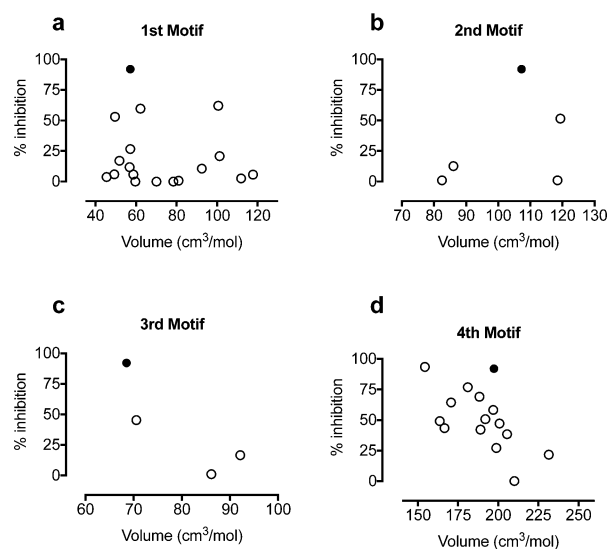 a
1st Motif
% inhibition
100
75
50
25
0
40 60 80 100 120
Volume (cm³/mol)
b
2nd Motif
% inhibition
100
75
50
25
0
70 80 90 100 110 120 130
Volume (cm³/mol)
c
3rd Motif
% inhibition
100
75
50
25
0
60 70 80 90 100
Volume (cm³/mol)
d
4th Motif
% inhibition
100
75
50
25
0
150 175 200 225 250
Volume (cm³/mol)